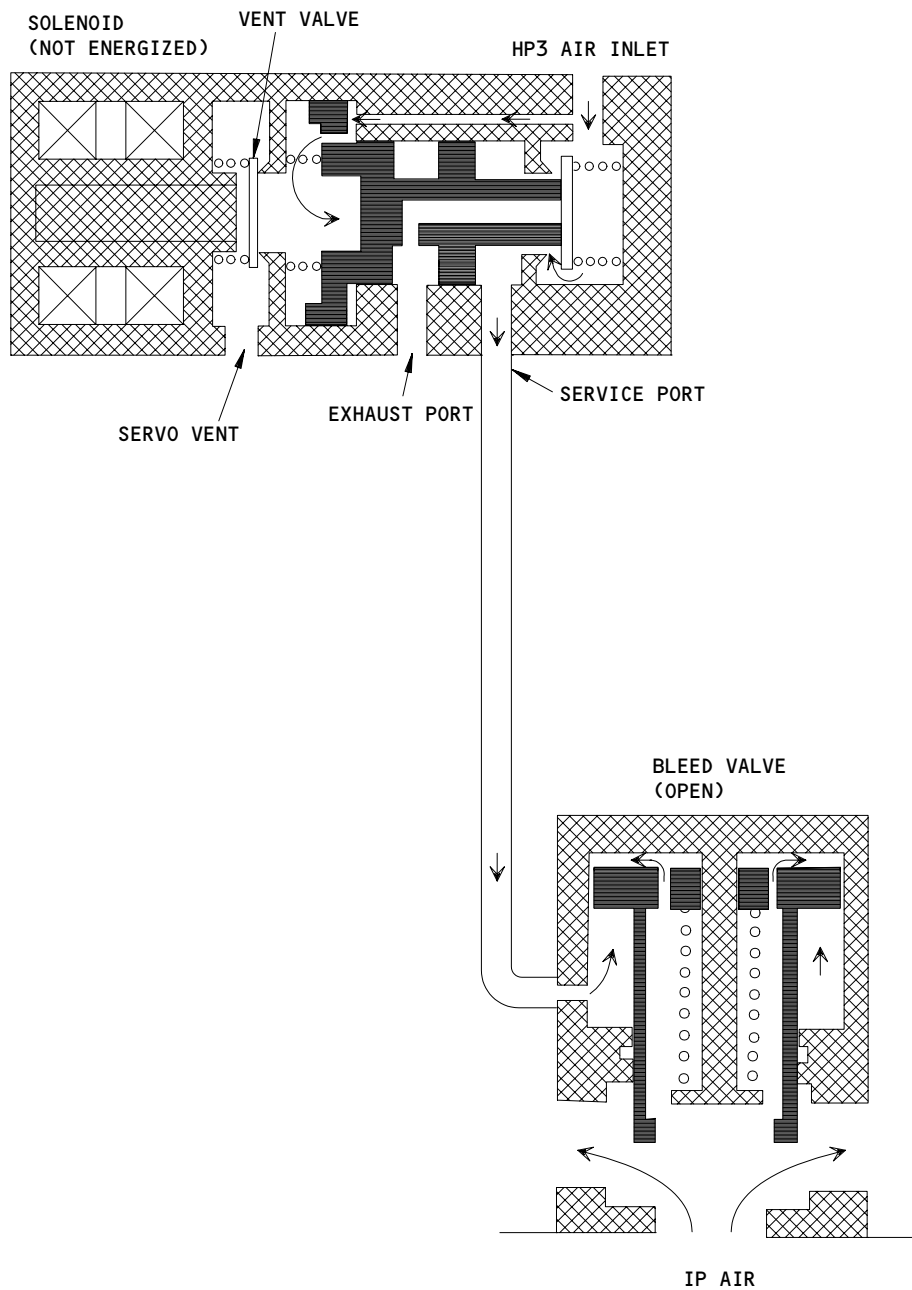 SOLENOID
(NOT ENERGIZED)
VENT VALVE
HP3 AIR INLET
SERVICE PORT
EXHAUST PORT
SERVO VENT
BLEED VALVE
(OPEN)
IP AIR